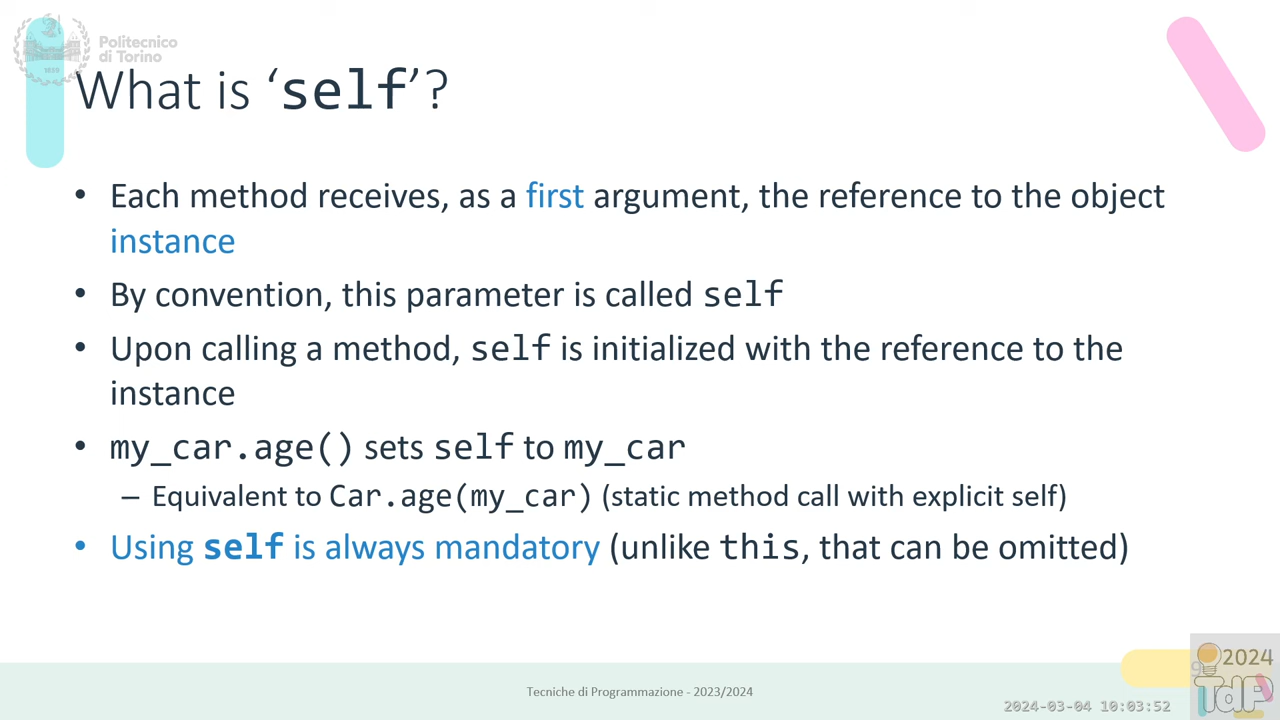 Politecnico
di Torino
What is ‘self’?
• Each method receives, as a first argument, the reference to the object
instance
• By convention, this parameter is called self
• Upon calling a method, self is initialized with the reference to the
instance
• my_car.age() sets self to my_car
– Equivalent to Car.age(my_car) (static method call with explicit self)
• Using self is always mandatory (unlike this, that can be omitted)
Tecniche di Programmazione - 2023/2024
2024-03-04 10:03:52
2024
TdP